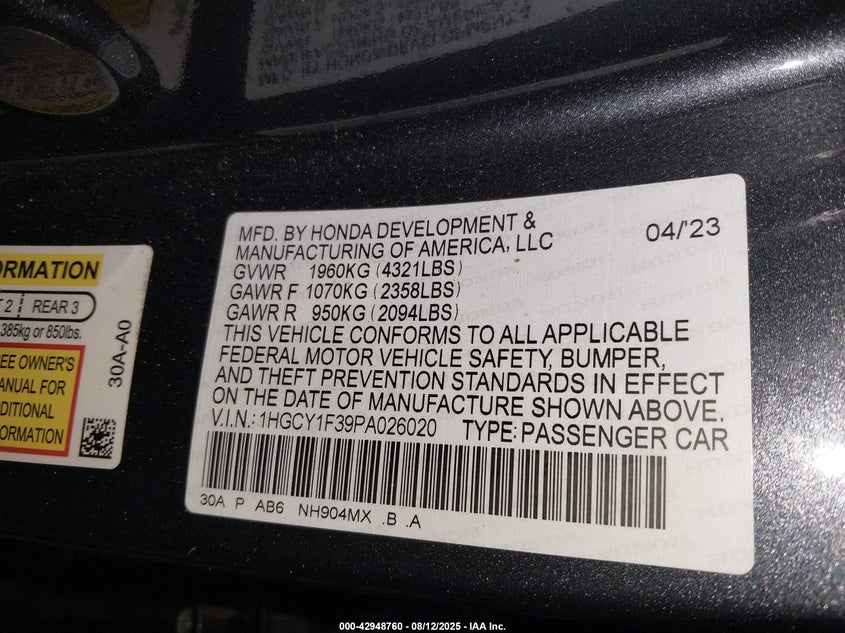 MFD. BY HONDA DEVELOPMENT &
MANUFACTURING OF AMERICA, LLC 04/'23
GVWR 1960KG (4321LBS)
GAWR F 1070KG (2358LBS)
GAWR R 950KG (2094LBS)
THIS VEHICLE CONFORMS TO ALL APPLICABLE
FEDERAL MOTOR VEHICLE SAFETY, BUMPER,
AND THEFT PREVENTION STANDARDS IN EFFECT
ON THE DATE OF MANUFACTURE SHOWN ABOVE.
V.I.N.: 1HGCY1F39PA026020 TYPE: PASSENGER CAR
30A P AB6 NH904MX .B .A
ORMATION
2 REAR 3
385kg or 850lbs.
EE OWNER'S
ANUAL FOR
DITIONAL
FORMATION
30A-A0
000-42948760 - 08/12/2025 - IAA Inc.